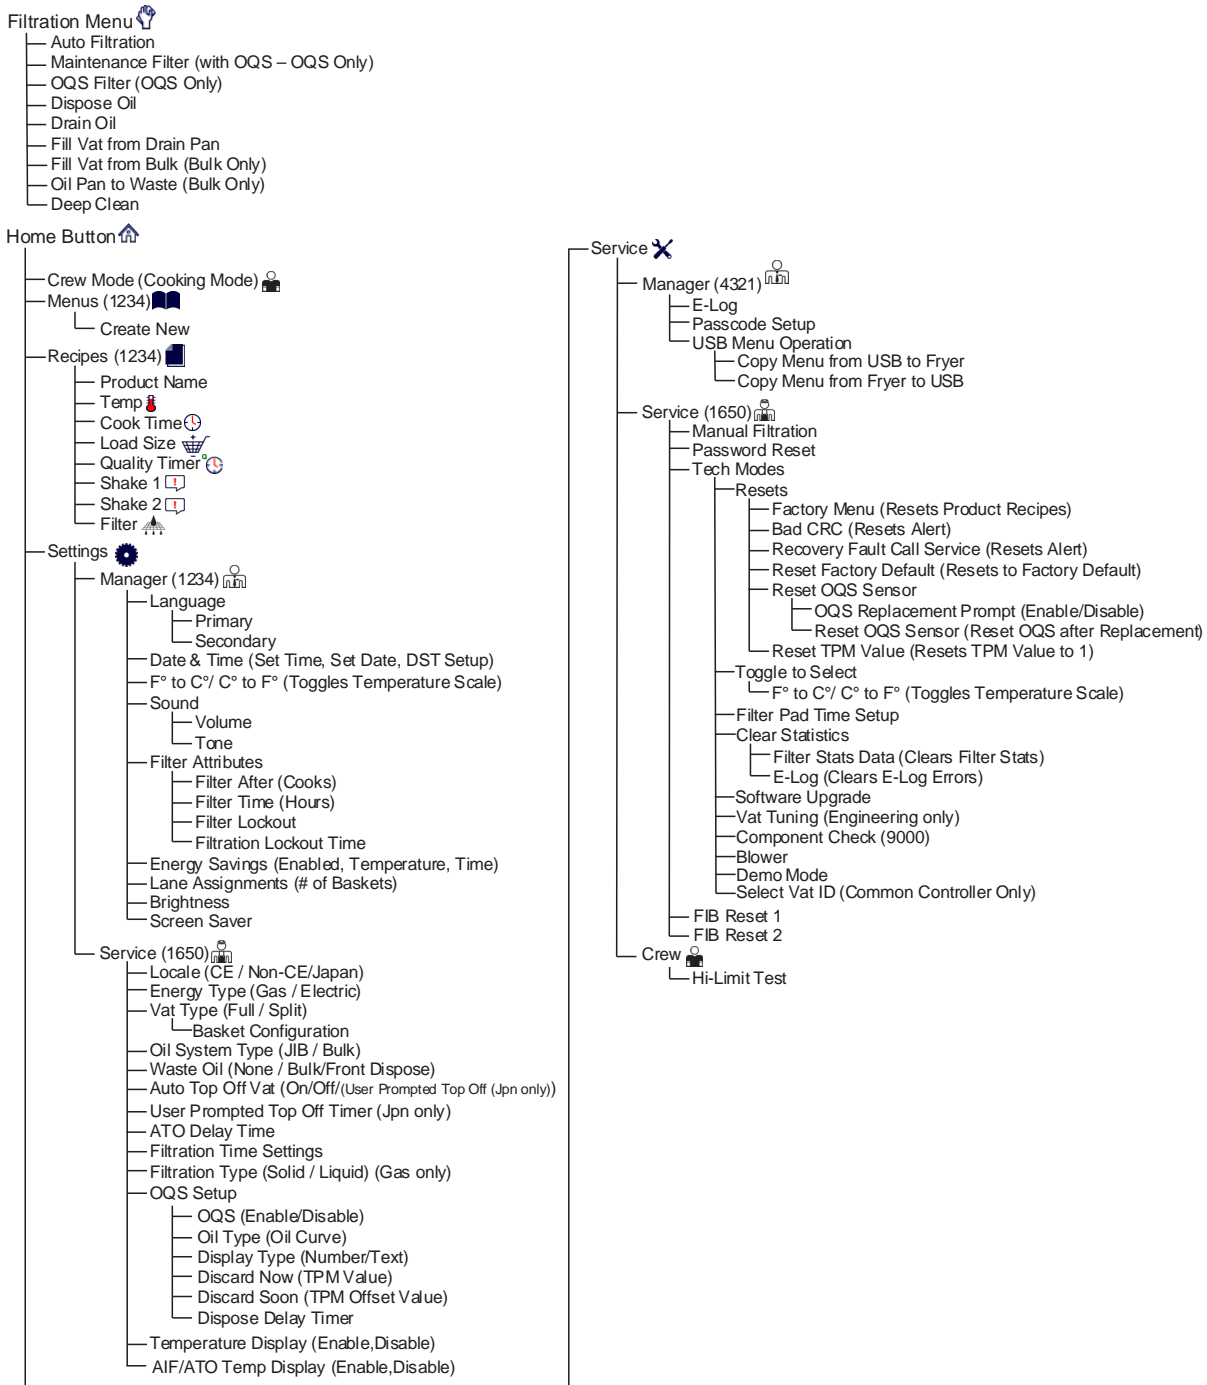 Filtration Menu
Auto Filtration
Maintenance Filter (with OQS – OQS Only)
OQS Filter (OQS Only)
Dispose Oil
Drain Oil
Fill Vat from Drain Pan
Fill Vat from Bulk (Bulk Only)
Oil Pan to Waste (Bulk Only)
Deep Clean
Home Button
Crew Mode (Cooking Mode)
Menus (1234)
Create New
Recipes (1234)
Product Name
Temp
Cook Time
Load Size
Quality Timer
Shake 1
Shake 2
Filter
Settings
Manager (1234)
Language
Primary
Secondary
Date & Time (Set Time, Set Date, DST Setup)
F° to C°/ C° to F° (Toggles Temperature Scale)
Sound
Volume
Tone
Filter Attributes
Filter After (Cooks)
Filter Time (Hours)
Filter Lockout
Filtration Lockout Time
Energy Savings (Enabled, Temperature, Time)
Lane Assignments (# of Baskets)
Brightness
Screen Saver
Service (1650)
Locale (CE / Non-CE/Japan)
Energy Type (Gas / Electric)
Vat Type (Full / Split)
Basket Configuration
Oil System Type (JIB / Bulk)
Waste Oil (None / Bulk/Front Dispose)
Auto Top Off Vat (On/Off/(User Prompted Top Off (Jpn only))
User Prompted Top Off Timer (Jpn only)
ATO Delay Time
Filtration Time Settings
Filtration Type (Solid / Liquid) (Gas only)
OQS Setup
OQS (Enable/Disable)
Oil Type (Oil Curve)
Display Type (Number/Text)
Discard Now (TPM Value)
Discard Soon (TPM Offset Value)
Dispose Delay Timer
Temperature Display (Enable,Disable)
AIF/ATO Temp Display (Enable,Disable)
Service
Manager (4321)
E-Log
Passcode Setup
USB Menu Operation
Copy Menu from USB to Fryer
Copy Menu from Fryer to USB
Service (1650)
Manual Filtration
Password Reset
Tech Modes
Resets
Factory Menu (Resets Product Recipes)
Bad CRC (Resets Alert)
Recovery Fault Call Service (Resets Alert)
Reset Factory Default (Resets to Factory Default)
Reset OQS Sensor
OQS Replacement Prompt (Enable/Disable)
Reset OQS Sensor (Reset OQS after Replacement)
Reset TPM Value (Resets TPM Value to 1)
Toggle to Select
F° to C°/ C° to F° (Toggles Temperature Scale)
Filter Pad Time Setup
Clear Statistics
Filter Stats Data (Clears Filter Stats)
E-Log (Clears E-Log Errors)
Software Upgrade
Vat Tuning (Engineering only)
Component Check (9000)
Blower
Demo Mode
Select Vat ID (Common Controller Only)
FIB Reset 1
FIB Reset 2
Crew
Hi-Limit Test